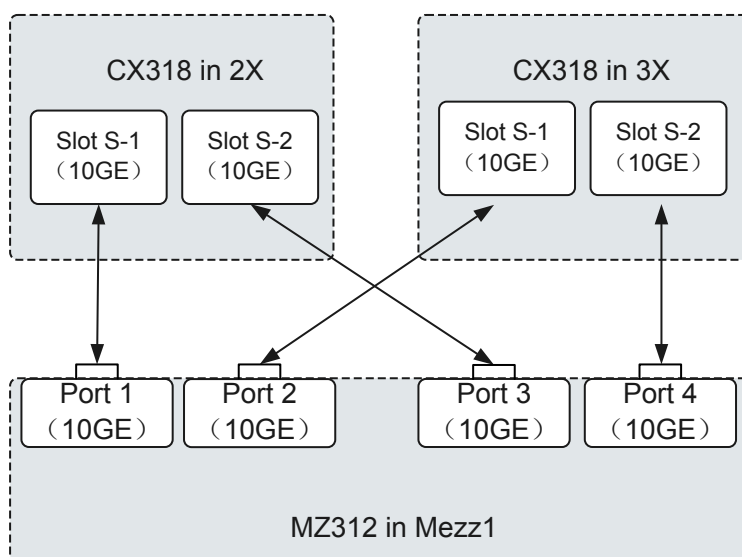 CX318 in 2X
CX318 in 3X
Slot S-1
（10GE）
Slot S-2
（10GE）
Slot S-1
（10GE）
Slot S-2
（10GE）
Port 1
（10GE）
Port 2
（10GE）
Port 3
（10GE）
Port 4
（10GE）
MZ312 in Mezz1